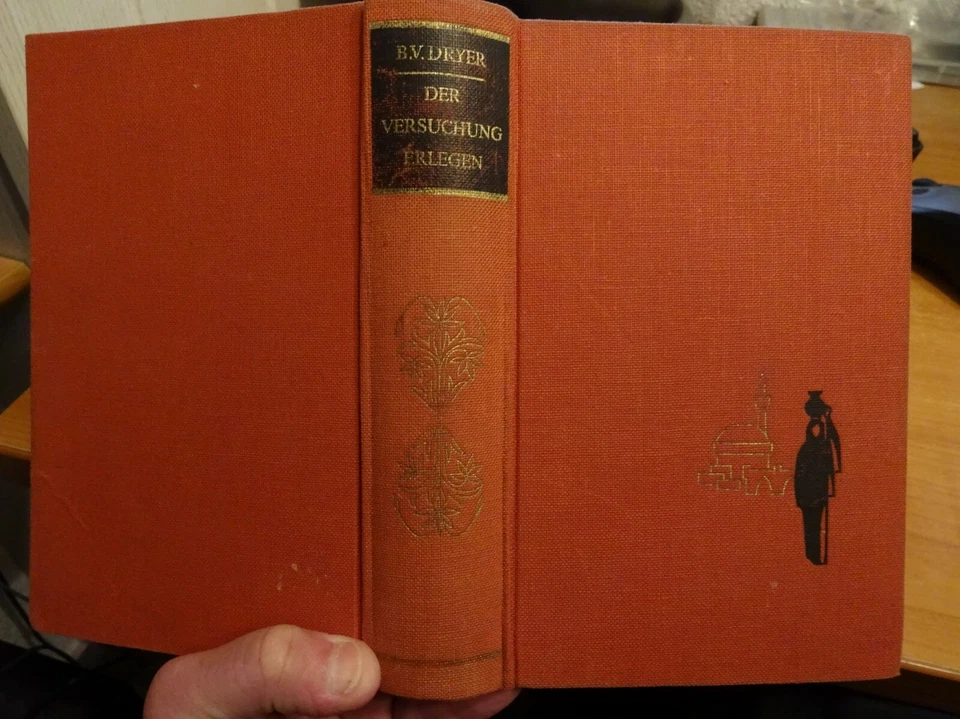 B.V. DRYER
DER
VERSUCHUNG
ERLEGEN